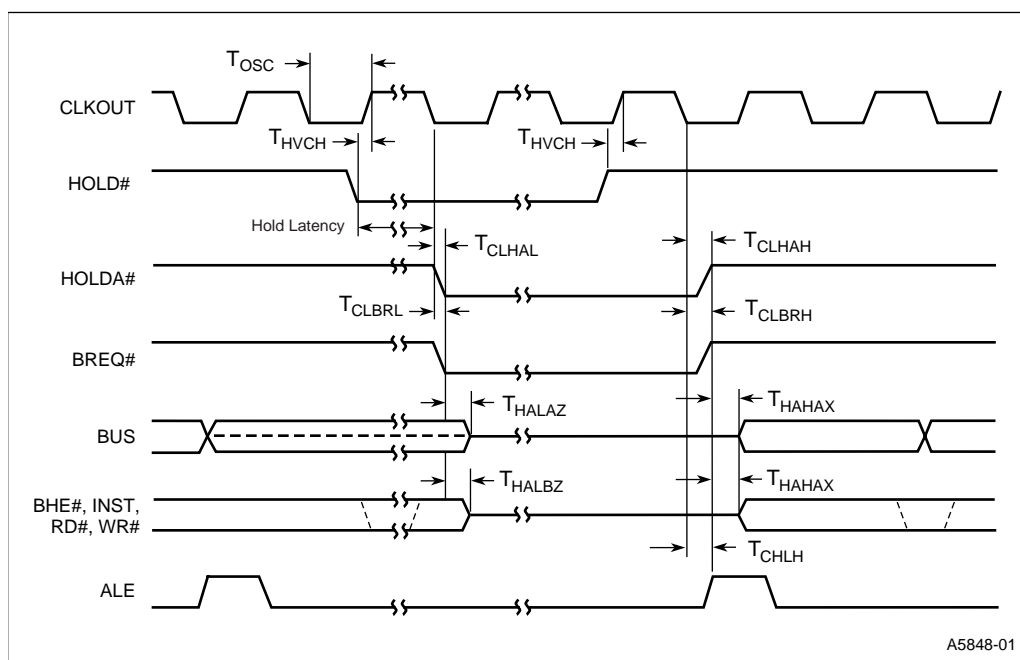 TOSC
CLKOUT
THVCH
THVCH
HOLD#
Hold Latency
TCLHAL
TCLHAH
HOLDA#
TCLBRL
TCLBRH
BREQ#
THALAZ
THAHAX
BUS
THALBZ
THAHAX
BHE#, INST,
RD#, WR#
TCHLH
ALE
A5848-01